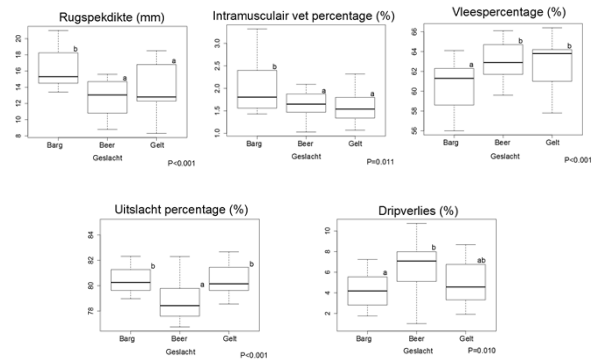 Rugspekdikte (mm)
20
18
16
14
12
10
8
b
a
a
Barg Beer Gelt
Geslacht
P<0.001
Intramusculair vet percentage (%)
3.0
2.5
2.0
1.5
1.0
b
a
a
Barg Beer Gelt
Geslacht
P=0.011
Vleespercentage (%)
66
64
62
60
58
56
a
b
b
Barg Beer Gelt
Geslacht
P<0.001
Uitslacht percentage (%)
84
82
80
78
b
a
b
Barg Beer Gelt
Geslacht
P<0.001
Dripverlies (%)
10
8
6
4
2
a
b
ab
Barg Beer Gelt
Geslacht
P=0.010